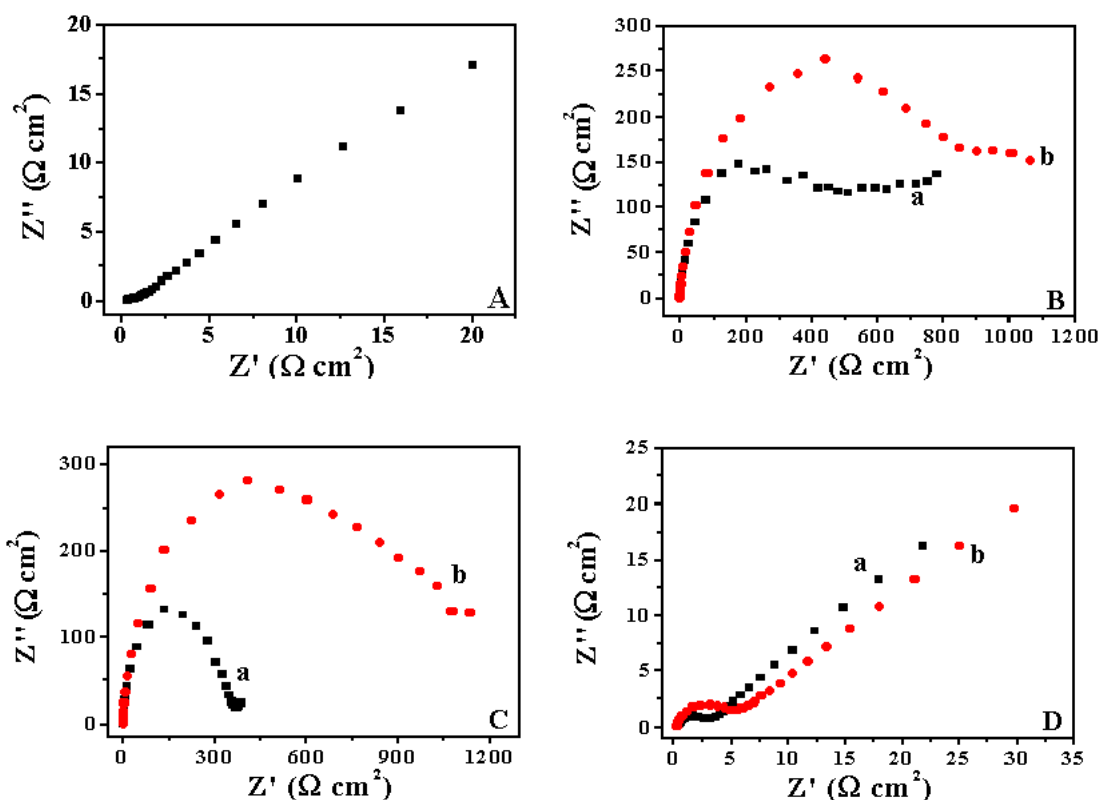 20
15
10
5
0
0 5 10 15 20
Z'' (Ω cm²)
Z' (Ω cm²)
A
300
250
200
150
100
50
0
0 200 400 600 800 1000 1200
Z'' (Ω cm²)
Z' (Ω cm²)
a
b
B
300
200
100
0
0 300 600 900 1200
Z'' (Ω cm²)
Z' (Ω cm²)
a
b
C
25
20
15
10
5
0
0 5 10 15 20 25 30 35
Z'' (Ω cm²)
Z' (Ω cm²)
a
b
D